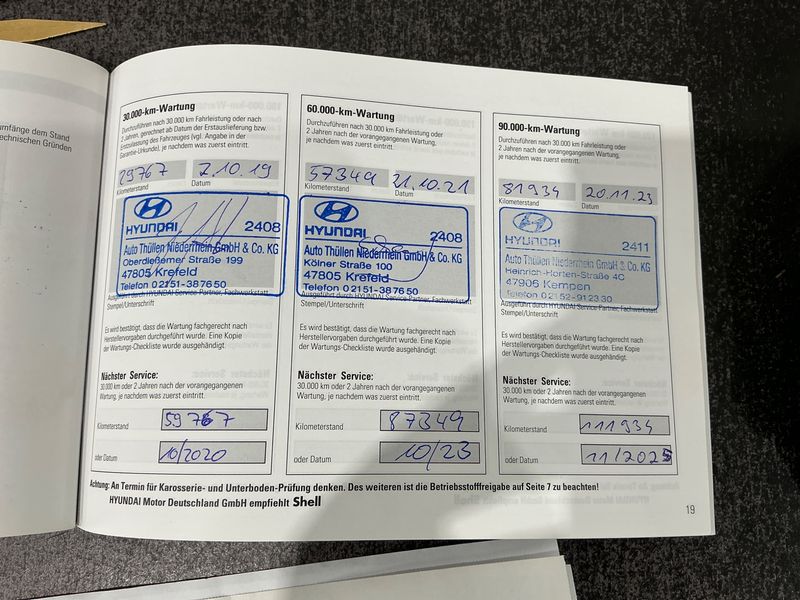 umfänge dem Stand
technischen Gründen
30.000-km-Wartung
Durchzuführen nach 30.000 km Fahrleistung oder nach
2 Jahren, gerechnet ab Datum der Erstauslieferung bzw.
Erstzulassung des Fahrzeuges (vgl. Angabe in der
Garantie-Urkunde), je nachdem was zuerst eintritt.
29767 2.10.19
Kilometerstand Datum
HYUNDAI 2408
Auto Thüllen Niederrhein GmbH & Co. KG
Oberdießemer Straße 199
47805 Krefeld
Telefon 02151-387650
Ausgeführt durch HYUNDAI Service-Partner, Fachwerkstatt
Stempel/Unterschrift
Es wird bestätigt, dass die Wartung fachgerecht nach
Herstellervorgaben durchgeführt wurde. Eine Kopie
der Wartungs-Checkliste wurde ausgehändigt.
Nächster Service:
30.000 km oder 2 Jahren nach der vorangegangenen
Wartung, je nachdem was zuerst eintritt.
Kilometerstand 59767
oder Datum 10/2020
60.000-km-Wartung
Durchzuführen nach 30.000 km Fahrleistung oder
2 Jahren nach der vorangegangenen Wartung,
je nachdem was zuerst eintritt.
57349 21.10.21
Kilometerstand Datum
HYUNDAI 2408
Auto Thüllen Niederrhein GmbH & Co. KG
Kölner Straße 100
47805 Krefeld
Telefon 02151-387650
Ausgeführt durch HYUNDAI Service-Partner, Fachwerkstatt
Stempel/Unterschrift
Es wird bestätigt, dass die Wartung fachgerecht nach
Herstellervorgaben durchgeführt wurde. Eine Kopie
der Wartungs-Checkliste wurde ausgehändigt.
Nächster Service:
30.000 km oder 2 Jahren nach der vorangegangenen
Wartung, je nachdem was zuerst eintritt.
Kilometerstand 87349
oder Datum 10/23
90.000-km-Wartung
Durchzuführen nach 30.000 km Fahrleistung oder
2 Jahren nach der vorangegangenen Wartung,
je nachdem was zuerst eintritt.
81934 20.11.23
Kilometerstand Datum
HYUNDAI 2411
Auto Thüllen Niederrhein GmbH & Co. KG
Heinrich-Horten-Straße 4C
47906 Kempen
Telefon 02152-912330
Ausgeführt durch HYUNDAI Service-Partner, Fachwerkstatt
Stempel/Unterschrift
Es wird bestätigt, dass die Wartung fachgerecht nach
Herstellervorgaben durchgeführt wurde. Eine Kopie
der Wartungs-Checkliste wurde ausgehändigt.
Nächster Service:
30.000 km oder 2 Jahren nach der vorangegangenen
Wartung, je nachdem was zuerst eintritt.
Kilometerstand 111934
oder Datum 11/2025
Achtung: An Termin für Karosserie- und Unterboden-Prüfung denken. Des weiteren ist die Betriebsstofffreigabe auf Seite 7 zu beachten!
HYUNDAI Motor Deutschland GmbH empfiehlt Shell
19